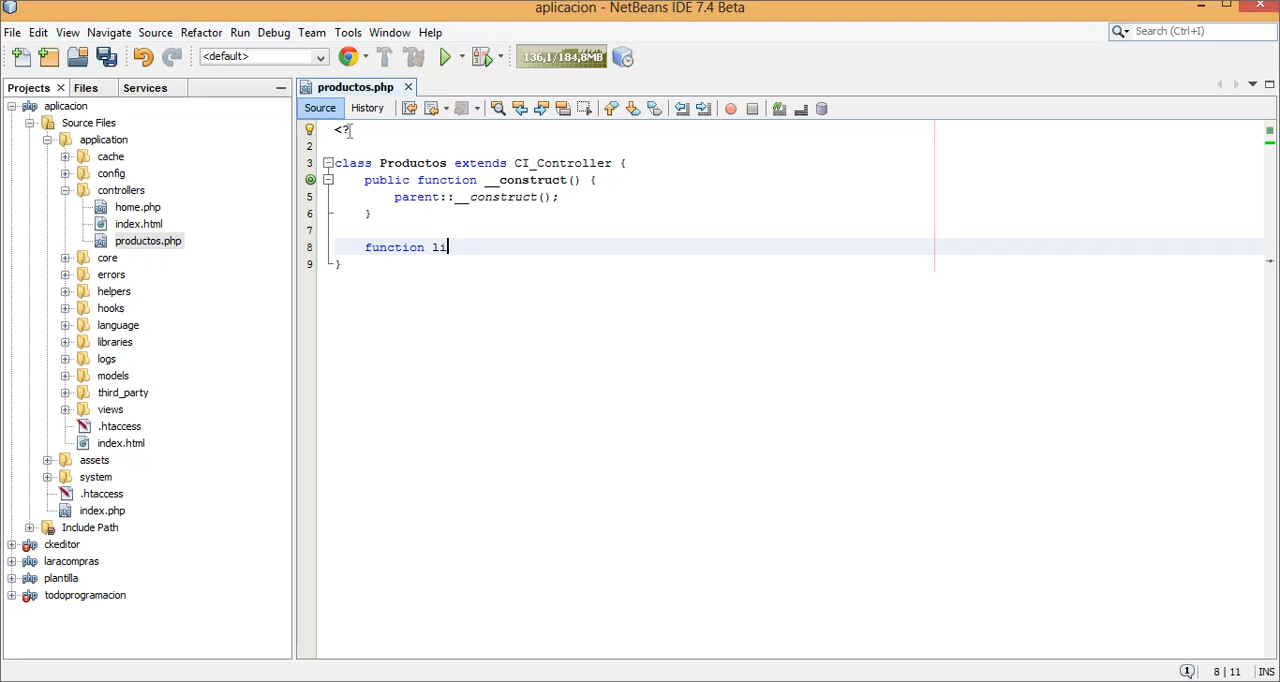 aplicacion - NetBeans IDE 7.4 Beta
File Edit View Navigate Source Refactor Run Debug Team Tools Window Help
Search (Ctrl+I)
<default>
136,1/184,8MB
Projects Files Services
productos.php
Source History
aplicacion
Source Files
application
cache
config
controllers
home.php
index.html
productos.php
core
errors
helpers
hooks
language
libraries
logs
models
third_party
views
.htaccess
index.html
assets
system
.htaccess
index.php
Include Path
ckeditor
laracompras
plantilla
todoprogramacion
<?
2
3 class Productos extends CI_Controller {
public function __construct() {
5 parent::__construct();
6 }
7
8 function li
9 }
8 | 11 INS